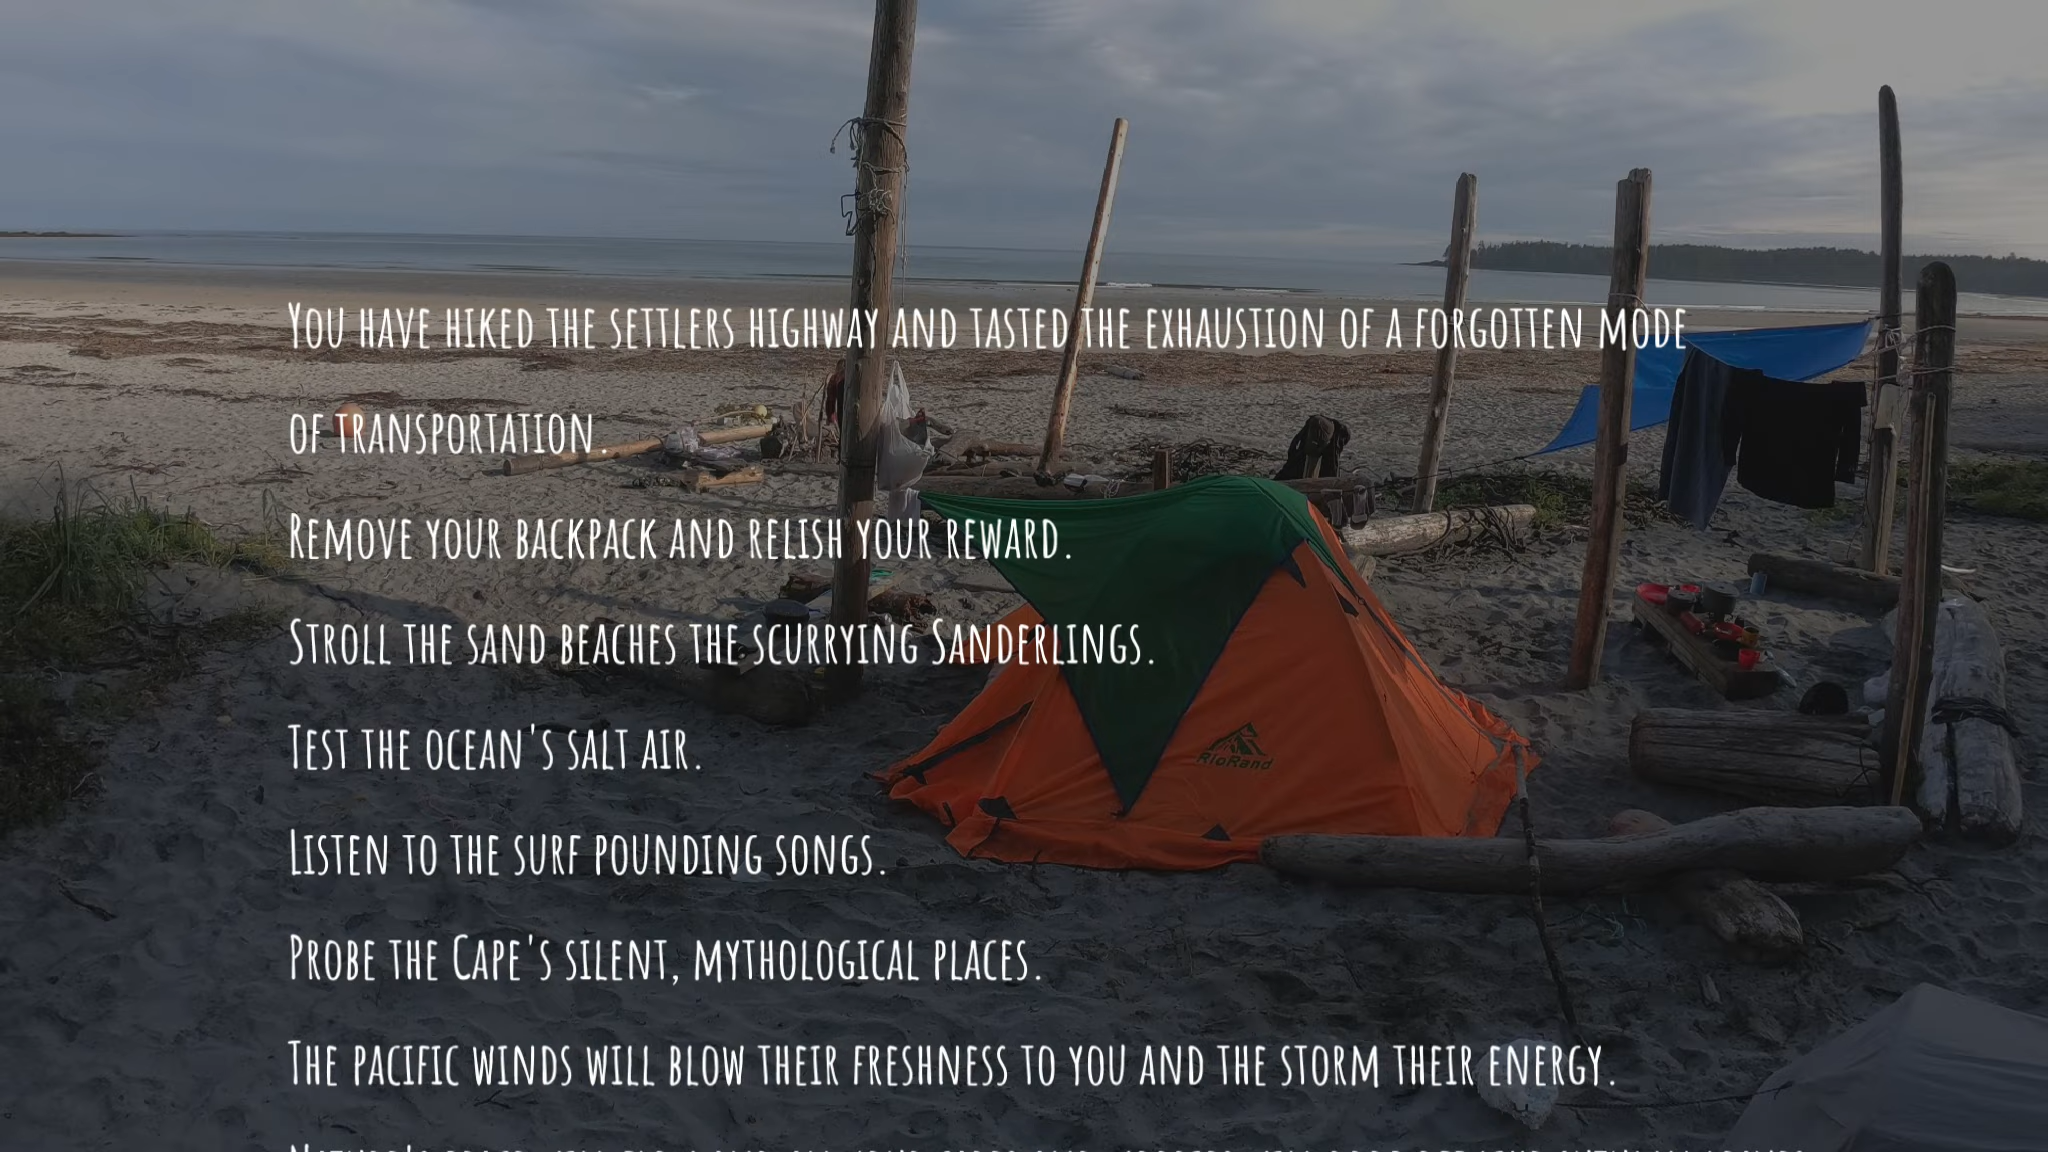 You have hiked the settlers highway and tasted the exhaustion of a forgotten mode
of transportation.
Remove your backpack and relish your reward.
Stroll the sand beaches the scurrying Sanderlings.
Test the ocean's salt air.
Listen to the surf pounding songs.
RioRand
Probe the Cape's silent, mythological places.
The pacific winds will blow their freshness to you and the storm their energy.